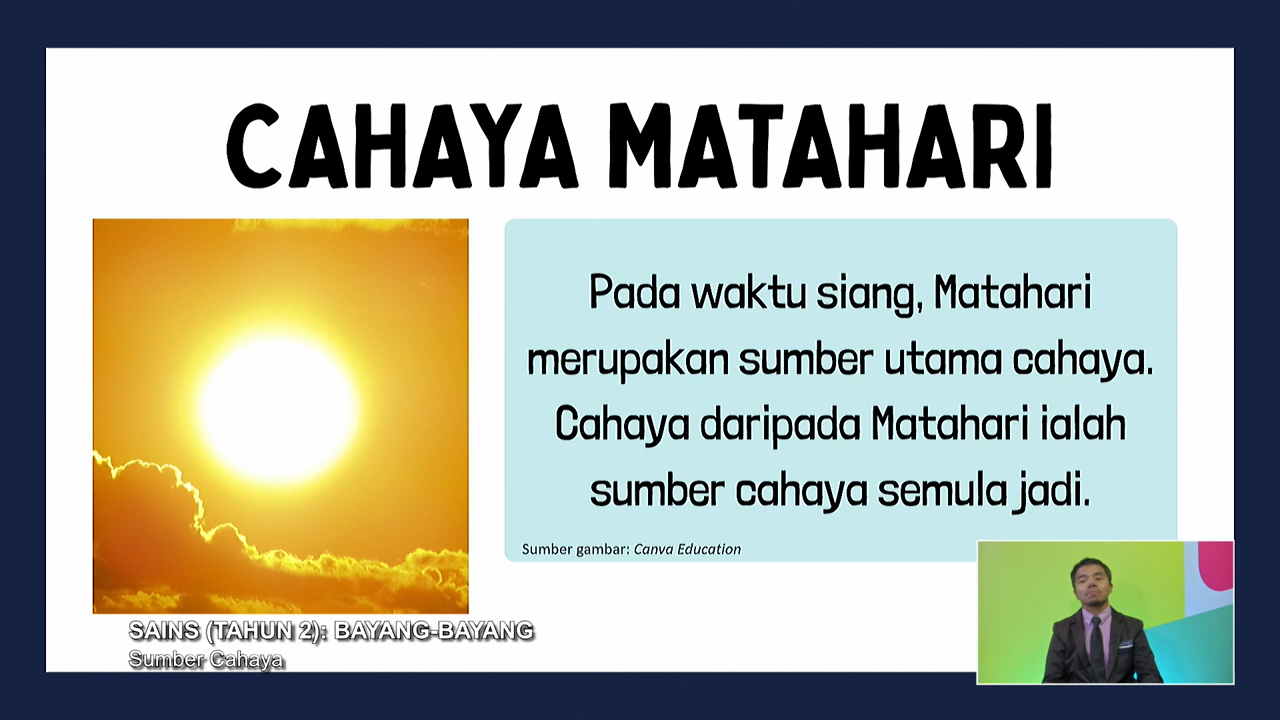 CAHAYA MATAHARI
Pada waktu siang, Matahari
merupakan sumber utama cahaya.
Cahaya daripada Matahari ialah
sumber cahaya semula jadi.
Sumber gambar: Canva Education
SAINS (TAHUN 2): BAYANG-BAYANG
Sumber Cahaya